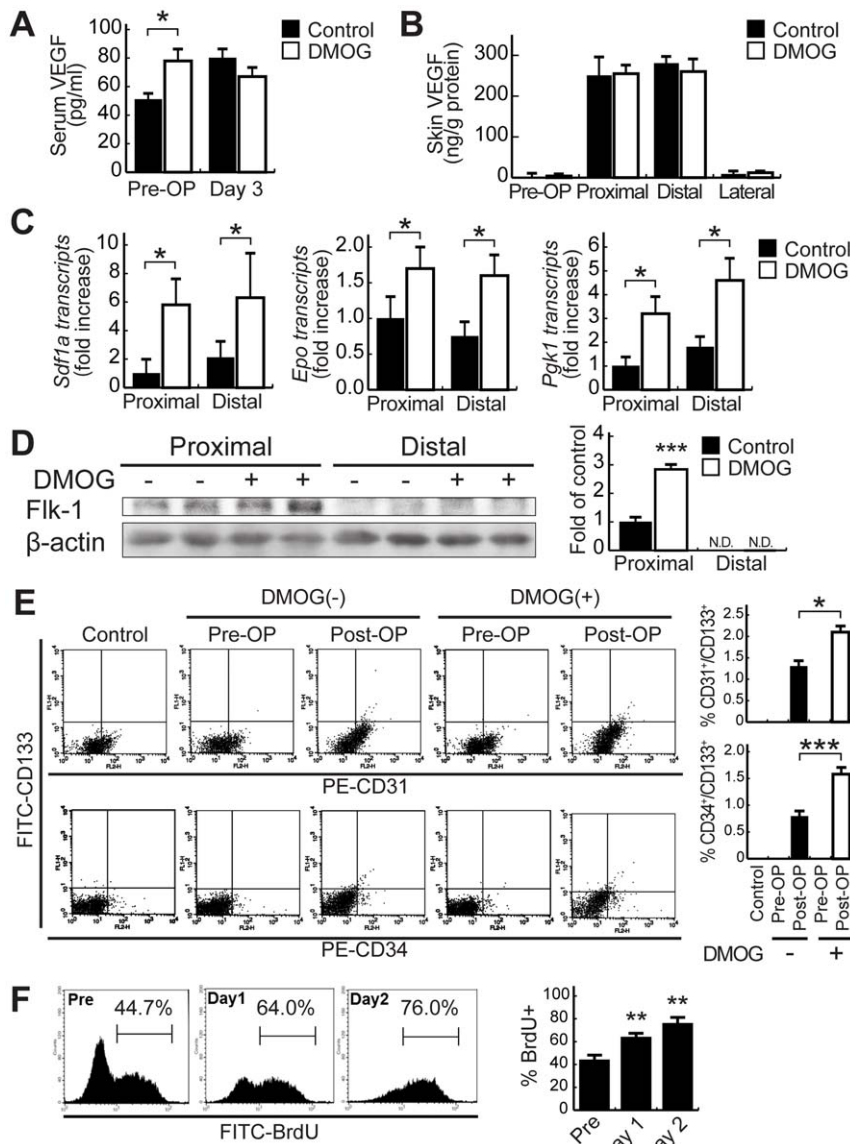 A
Serum VEGF
(pg/ml)
100
80
60
40
20
0
*
Pre-OP Day 3
Control
DMOG
B
Skin VEGF
(ng/g protein)
300
200
100
0
Pre-OP Proximal Distal Lateral
Control
DMOG
C
Sdf1a transcripts
(fold increase)
10
8
6
4
2
0
* *
Proximal Distal
Epo transcripts
(fold increase)
2.0
1.5
1.0
0.5
0.0
* *
Proximal Distal
Pgk1 transcripts
(fold increase)
6
5
4
3
2
1
0
* *
Proximal Distal
Control
DMOG
D
Proximal Distal
DMOG - - + + - - + +
Flk-1
β-actin
Fold of control
4
3
2
1
0
***
N.D. N.D.
Proximal Distal
Control
DMOG
E
DMOG(-) DMOG(+)
Control Pre-OP Post-OP Pre-OP Post-OP
FITC-CD133
PE-CD31
PE-CD34
% CD31+/CD133+
2.5
2.0
1.5
1.0
0.5
0
*
% CD34+/CD133+
2.0
1.5
1.0
0.5
0
***
Control
Pre-OP
Post-OP
Pre-OP
Post-OP
DMOG - +
F
Pre 44.7%
Day1 64.0%
Day2 76.0%
FITC-BrdU
% BrdU+
100
80
60
40
20
0
** **
Pre
Day 2